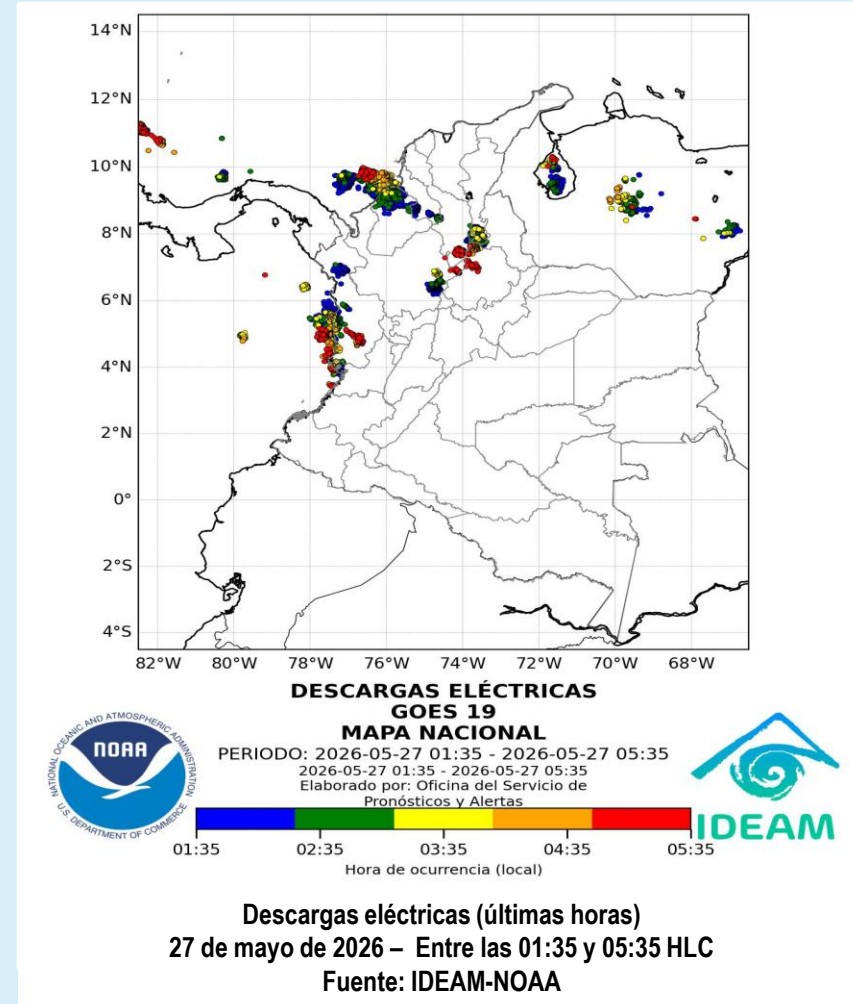 14°N
12°N
10°N
8°N
6°N
4°N
2°N
0°
2°S
4°S
82°W 80°W 78°W 76°W 74°W 72°W 70°W 68°W
DESCARGAS ELÉCTRICAS
GOES 19
MAPA NACIONAL
PERIODO: 2026-05-27 01:35 - 2026-05-27 05:35
2026-05-27 01:35 - 2026-05-27 05:35
Elaborado por: Oficina del Servicio de
Pronósticos y Alertas
NATIONAL OCEANIC AND ATMOSPHERIC ADMINISTRATION
NOAA
U.S. DEPARTMENT OF COMMERCE
IDEAM
01:35 02:35 03:35 04:35 05:35
Hora de ocurrencia (local)
Descargas eléctricas (últimas horas)
27 de mayo de 2026 – Entre las 01:35 y 05:35 HLC
Fuente: IDEAM-NOAA